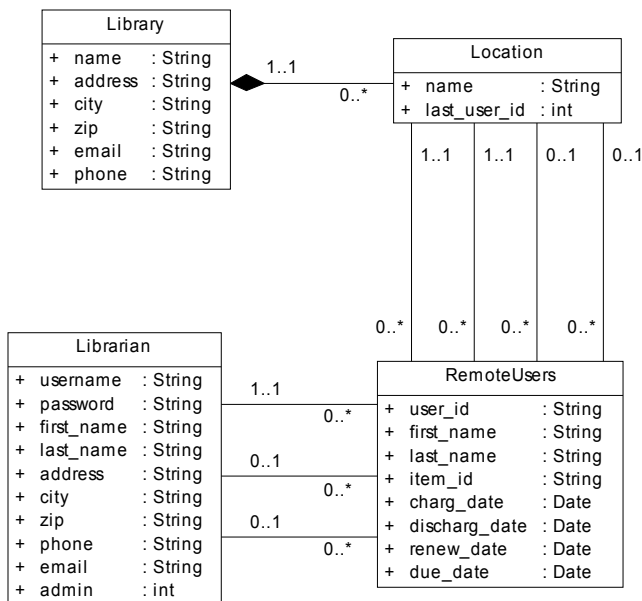 Library
+ name : String
+ address : String
+ city : String
+ zip : String
+ email : String
+ phone : String
1..1
0..*
Location
+ name : String
+ last_user_id : int
1..1 1..1 0..1 0..1
0..* 0..* 0..* 0..*
Librarian
+ username : String
+ password : String
+ first_name : String
+ last_name : String
+ address : String
+ city : String
+ zip : String
+ phone : String
+ email : String
+ admin : int
1..1
0..*
0..1
0..*
0..1
0..*
RemoteUsers
+ user_id : String
+ first_name : String
+ last_name : String
+ item_id : String
+ charg_date : Date
+ discharg_date : Date
+ renew_date : Date
+ due_date : Date